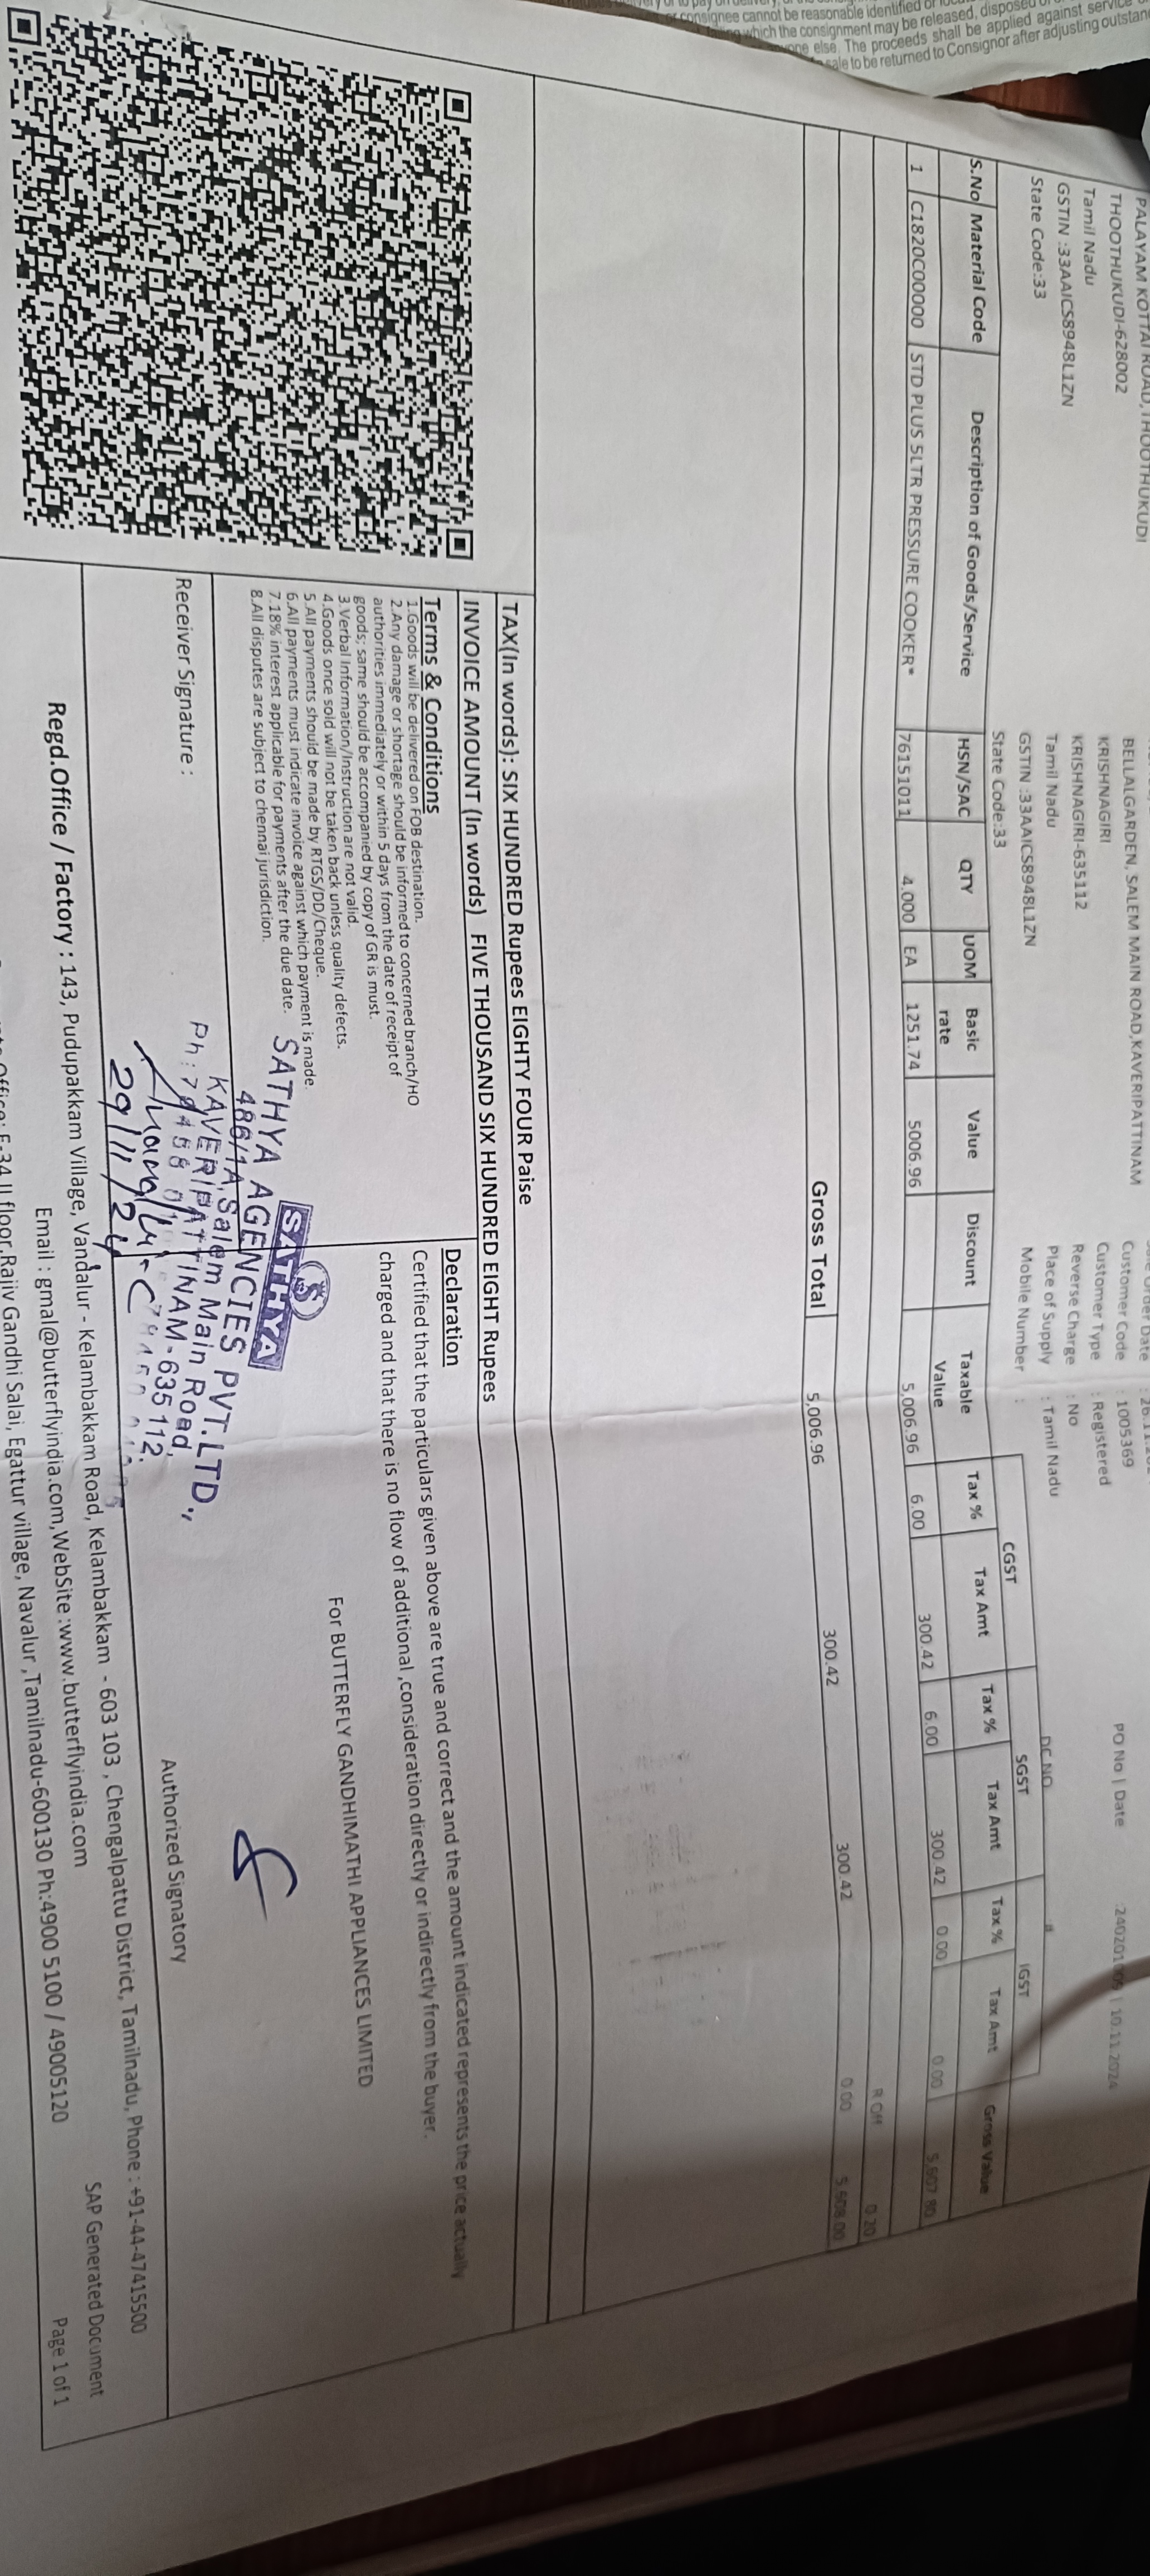 consignee cannot be reasonable identified or
which the consignment may be released, disposed
else. The proceeds shall be applied against service
sale to be returned to Consignor after adjusting outstan
PALAYAM KOTTAI ROAD, THOOTHUKUDI
THOOTHUKUDI-628002
Tamil Nadu
GSTIN :33AAICS8948L1ZN
State Code:33
BELLALGARDEN, SALEM MAIN ROAD,KAVERIPATTINAM
KRISHNAGIRI
KRISHNAGIRI-635112
Tamil Nadu
GSTIN :33AAICS8948L1ZN
State Code:33
Customer Code : 1005369
Customer Type : Registered
Reverse Charge : No
Place of Supply : Tamil Nadu
Mobile Number :
PO No | Date
10.11.2024
DC NO
S.No Material Code Description of Goods/Service HSN/SAC QTY UOM Basic rate Value Discount Taxable Value CGST Tax % Tax Amt SGST Tax % Tax Amt IGST Tax % Tax Amt Gross Value
1 C1820C00000 STD PLUS 5LTR PRESSURE COOKER* 76151011 4.000 EA 1251.74 5006.96 5,006.96 6.00 300.42 6.00 300.42 0.00 0.00 5,607.80
R Off 0.20
Gross Total 5,006.96 300.42 300.42 0.00 5,608.00
TAX(In words): SIX HUNDRED Rupees EIGHTY FOUR Paise
INVOICE AMOUNT (In words) FIVE THOUSAND SIX HUNDRED EIGHT Rupees
Terms & Conditions
1.Goods will be delivered on FOB destination.
2.Any damage or shortage should be informed to concerned branch/HO
authorities immediately or within 5 days from the date of receipt of
goods; same should be accompanied by copy of GR is must.
3.Verbal Information/Instruction are not valid.
4.Goods once sold will not be taken back unless quality defects.
5.All payments should be made by RTGS/DD/Cheque.
6.All payments must indicate invoice against which payment is made.
7.18% interest applicable for payments after the due date.
8.All disputes are subject to chennai jurisdiction.
Declaration
Certified that the particulars given above are true and correct and the amount indicated represents the price actually
charged and that there is no flow of additional ,consideration directly or indirectly from the buyer.
For BUTTERFLY GANDHIMATHI APPLIANCES LIMITED
SATHYA
SATHYA AGENCIES PVT.LTD.,
486/1A,Salem Main Road,
KAVERIPATTINAM-635112.
Ph:
29/11/24
Receiver Signature :
Authorized Signatory
Regd.Office / Factory : 143, Pudupakkam Village, Vandalur - Kelambakkam Road, Kelambakkam - 603 103 , Chengalpattu District, Tamilnadu, Phone : +91-44-47415500
Email : gmal@butterflyindia.com,WebSite :www.butterflyindia.com
Office: E-34,II floor,Rajiv Gandhi Salai, Egattur village, Navalur ,Tamilnadu-600130 Ph:4900 5100 / 49005120
SAP Generated Document
Page 1 of 1